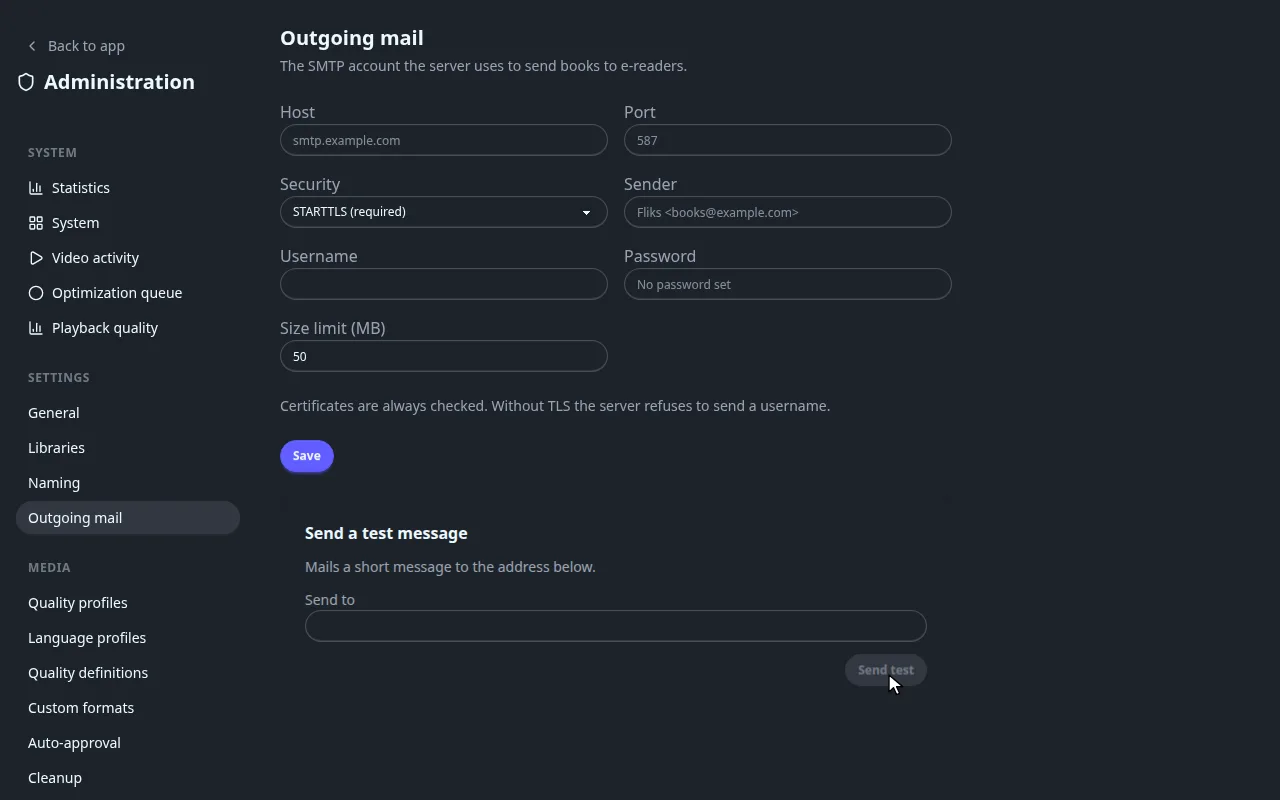 Back to app
Administration
SYSTEM
Statistics
System
Video activity
Optimization queue
Playback quality
SETTINGS
General
Libraries
Naming
Outgoing mail
MEDIA
Quality profiles
Language profiles
Quality definitions
Custom formats
Auto-approval
Cleanup
Outgoing mail
The SMTP account the server uses to send books to e-readers.
Host
smtp.example.com
Port
587
Security
STARTTLS (required)
Sender
Fliks <books@example.com>
Username
Password
No password set
Size limit (MB)
50
Certificates are always checked. Without TLS the server refuses to send a username.
Save
Send a test message
Mails a short message to the address below.
Send to
Send test